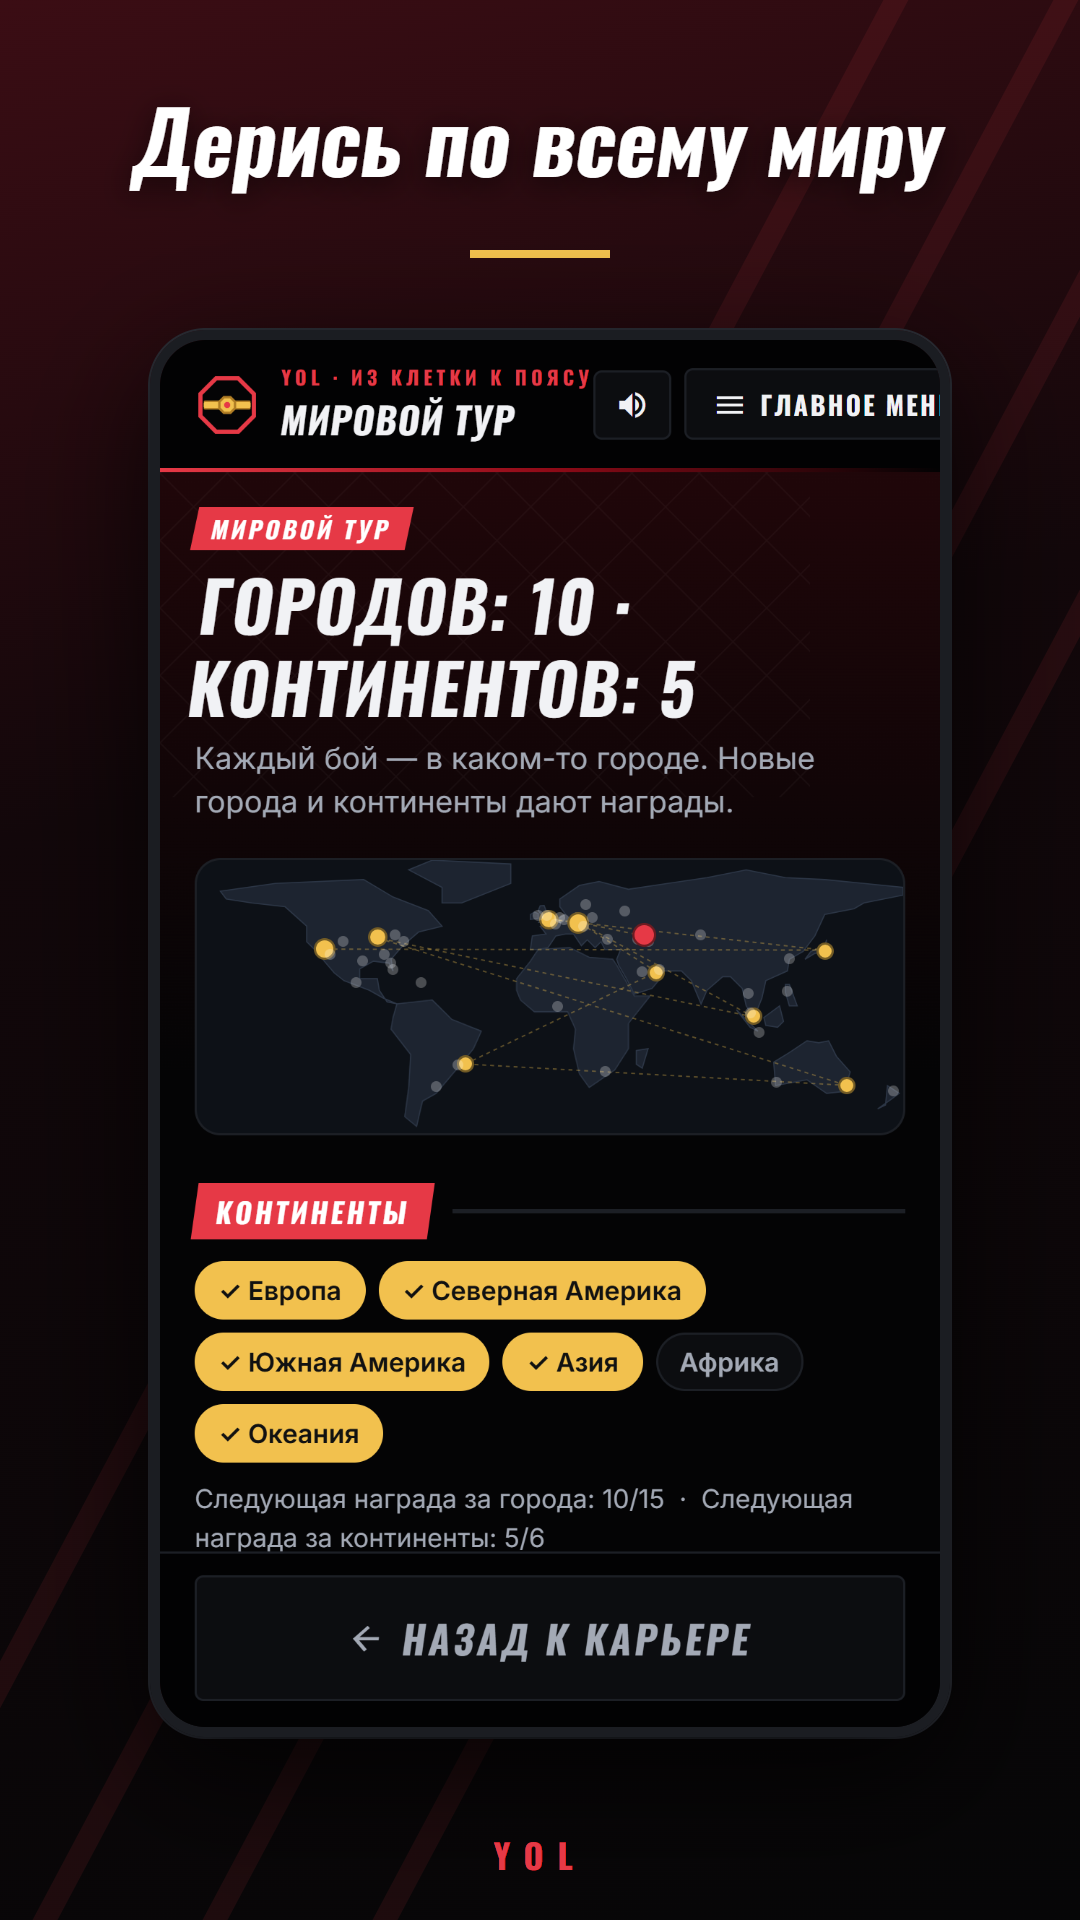 Дерись по всему миру
YOL · ИЗ КЛЕТКИ К ПОЯСУ
МИРОВОЙ ТУР
ГЛАВНОЕ МЕН
МИРОВОЙ ТУР
ГОРОДОВ: 10 ·
КОНТИНЕНТОВ: 5
Каждый бой — в каком-то городе. Новые
города и континенты дают награды.
КОНТИНЕНТЫ
✓ Европа
✓ Северная Америка
✓ Южная Америка
✓ Азия
Африка
✓ Океания
Следующая награда за города: 10/15 · Следующая
награда за континенты: 5/6
← НАЗАД К КАРЬЕРЕ
YOL